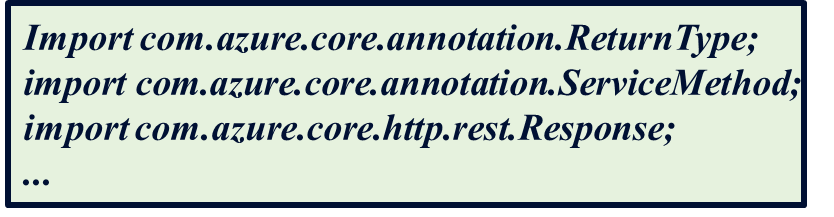 Import com.azure.core.annotation.ReturnType;
import com.azure.core.annotation.ServiceMethod;
import com.azure.core.http.rest.Response;
...